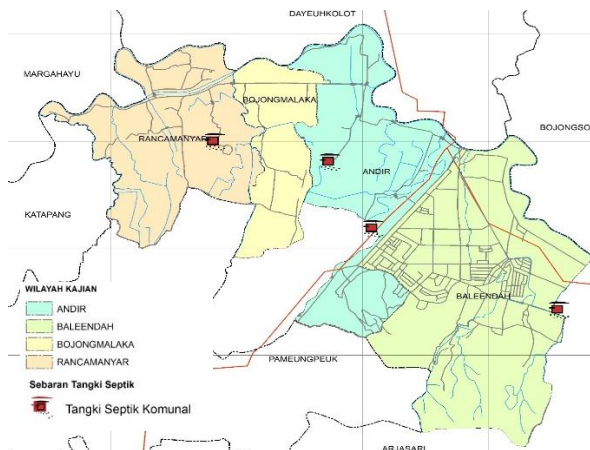 DAYEUHKOLOT
MARGAHAYU
BOJONGMALAKA
BOJONGSO
RANCAMANYAR
ANDIR
KATAPANG
WILAYAH KAJIAN
ANDIR
BALEENDAH
BOJONGMALAKA
RANCAMANYAR
BALEENDAH
PAMEUNGPEUK
Sebaran Tangki Septik
Tangki Septik Komunal
ARJASARI